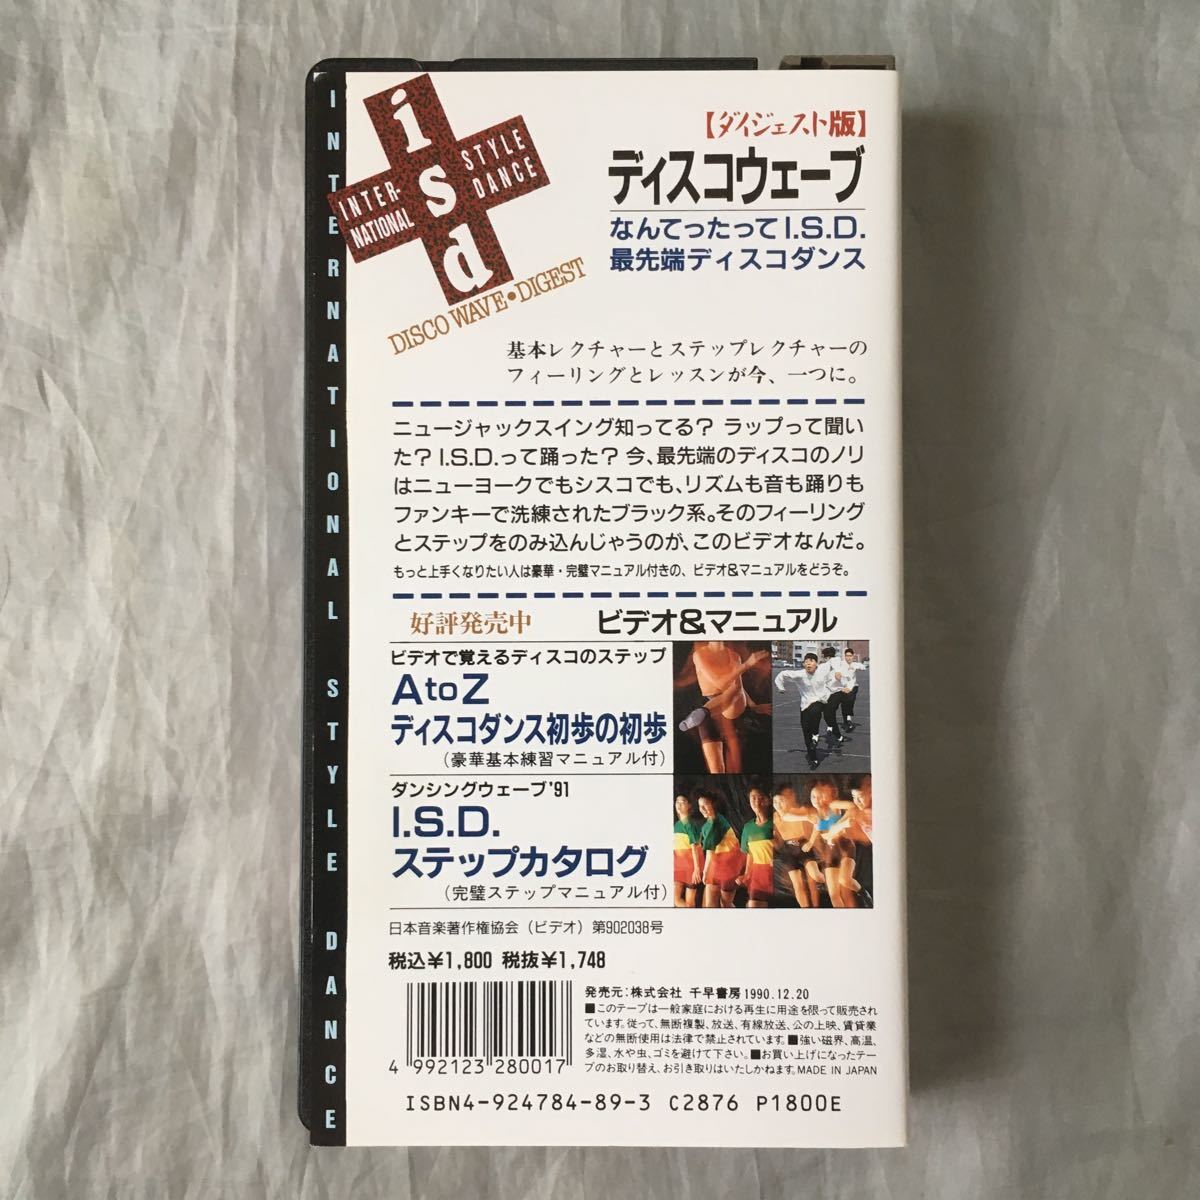 INTERNATIONAL STYLE DANCE
isd
INTER-
NATIONAL
STYLE
DANCE
DISCO WAVE•DIGEST
【ダイジェスト版】
ディスコウェーブ
なんてったってI.S.D.
最先端ディスコダンス
基本レクチャーとステップレクチャーの
フィーリングとレッスンが今、一つに。
ニュージャックスイング知ってる？ ラップって聞い
た？I.S.D.って踊った？今、最先端のディスコのノリ
はニューヨークでもシスコでも、リズムも音も踊りも
ファンキーで洗練されたブラック系。そのフィーリング
とステップをのみ込んじゃうのが、このビデオなんだ。
もっと上手くなりたい人は豪華・完璧マニュアル付きの、ビデオ&マニュアルをどうぞ。
好評発売中 ビデオ&マニュアル
ビデオで覚えるディスコのステップ
A to Z
ディスコダンス初歩の初歩
（豪華基本練習マニュアル付）
ダンシングウェーブ'91
I.S.D.
ステップカタログ
（完璧ステップマニュアル付）
日本音楽著作権協会（ビデオ）第902038号
税込¥1,800 税抜¥1,748
発売元：株式会社 千早書房 1990.12.20
■このテープは一般家庭における再生に用途を限って販売され
ています。従って、無断複製、放送、有線放送、公の上映、賃貸業
などの無断使用は法律で禁止されています。■強い磁界、高温、
多湿、水や虫、ゴミを避けて下さい。■お買い上げになったテー
プのお取り替え、お引き取りはいたしかねます。MADE IN JAPAN
4 992123 280017
ISBN4-924784-89-3 C2876 P1800E